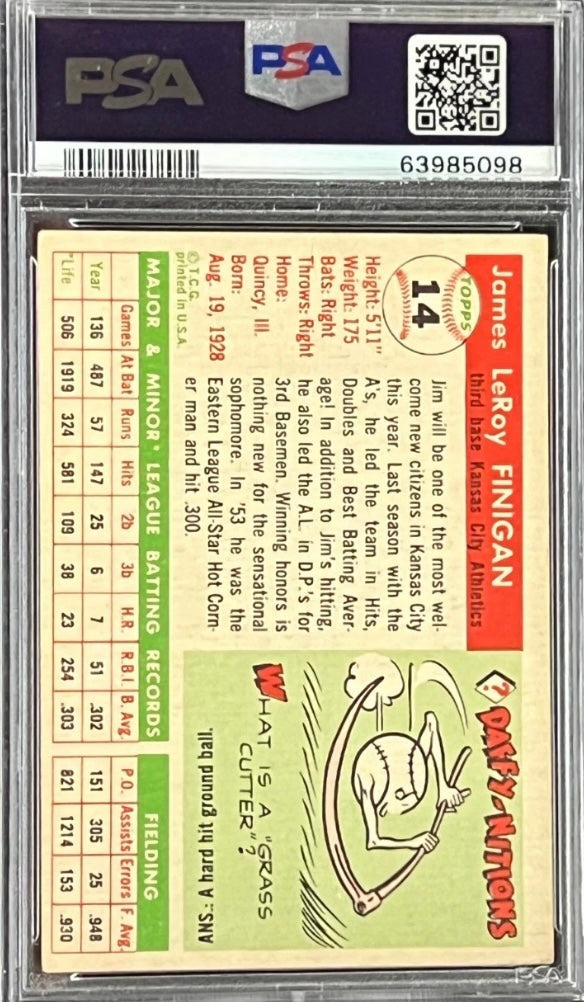 PSA
PSA
63985098
James LeRoy FINIGAN
third base Kansas City Athletics
TOPPS
14
Height: 5'11"
Weight: 175
Bats: Right
Throws: Right
Home:
Quincy, Ill.
Born:
Aug. 19, 1928
© T.C.G.
printed in U.S.A.
Jim will be one of the most wel-
come new citizens in Kansas City
this year. Last season with the
A's, he led the team in Hits,
Doubles and Best Batting Aver-
age! In addition to Jim's hitting,
he also led the A.L. in D.P.'s for
3rd Basemen. Winning honors is
nothing new for the sensational
sophomore. In '53 he was the
Eastern League All-Star Hot Corn-
er man and hit .300.
? DAFFY-NITIONS
WHAT IS A "GRASS
CUTTER"?
ANS: A hard hit ground ball.
MAJOR & MINOR* LEAGUE BATTING RECORDS FIELDING
Games At Bat Runs Hits 2b 3b H.R. R.B.I. B. Avg. P.O. Assists Errors F. Avg.
Year 136 487 57 147 25 6 7 51 .302 151 305 25 .948
*Life 506 1919 324 581 109 38 23 254 .303 821 1214 153 .930
PSA